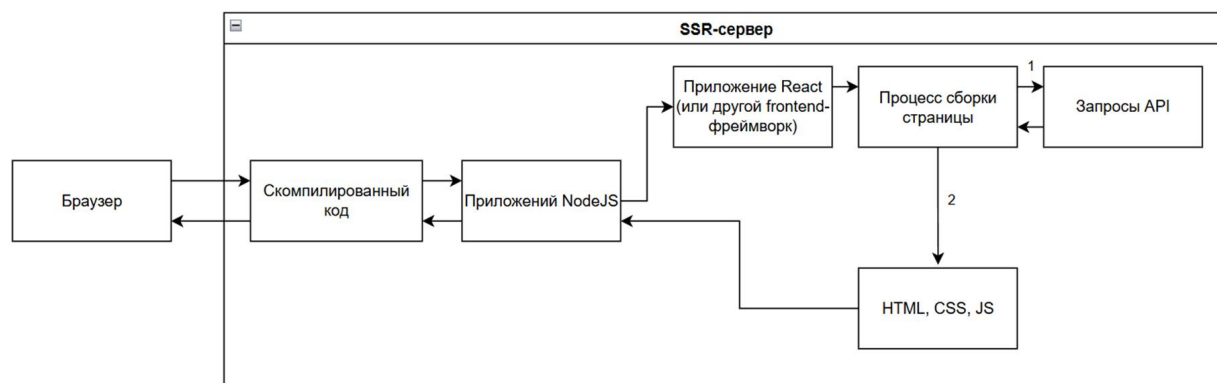 SSR-сервер
Приложение React
(или другой frontend-
фреймворк)
Процесс сборки
страницы
1
Запросы API
Браузер
Скомпилированный
код
Приложений NodeJS
2
HTML, CSS, JS